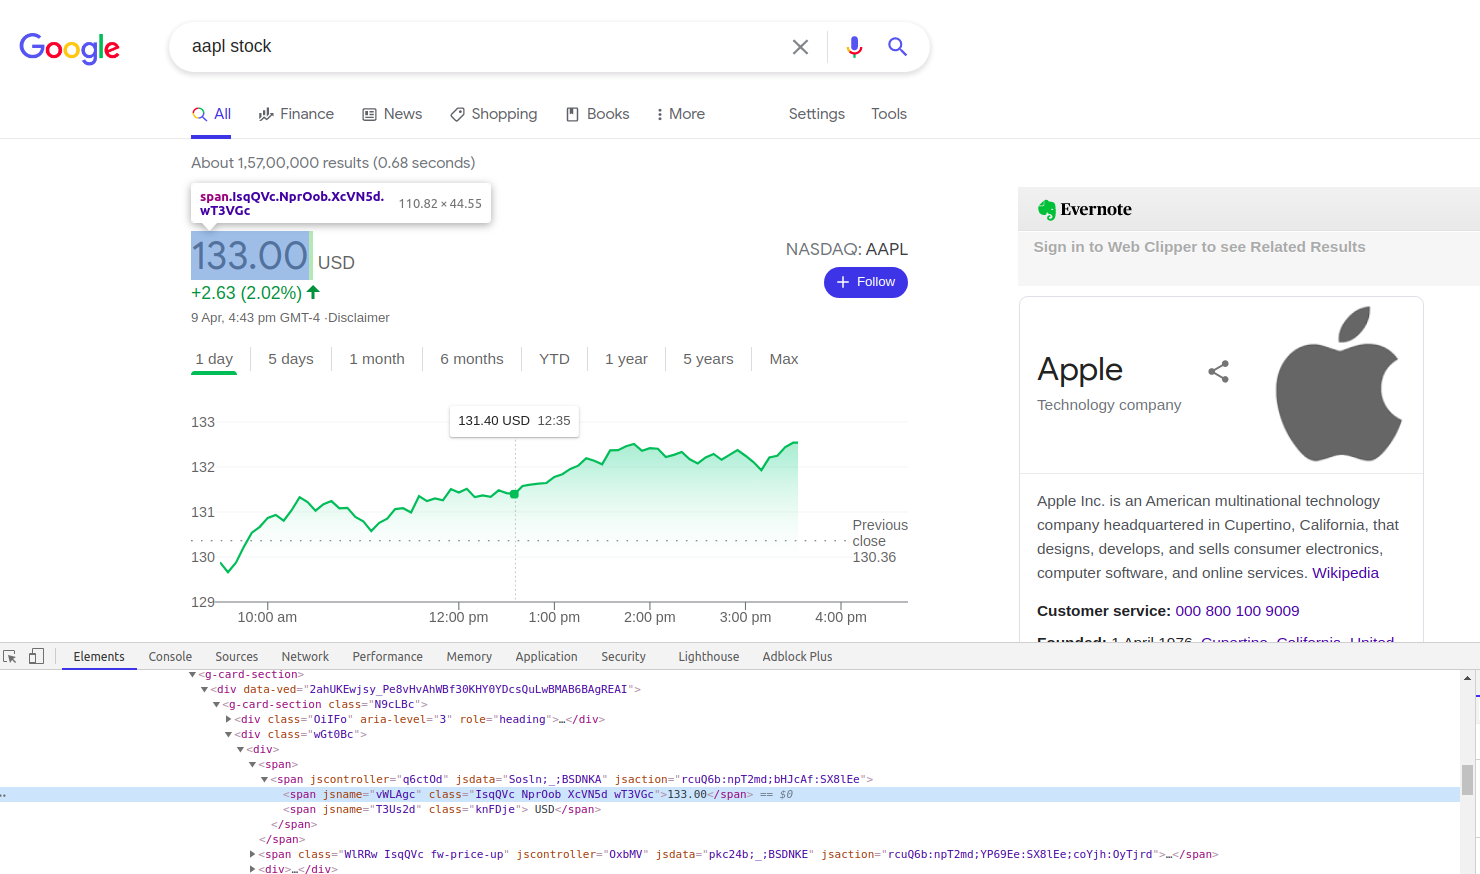 Google
aapl stock
All
Finance
News
Shopping
Books
More
Settings
Tools
About 1,57,00,000 results (0.68 seconds)
span.IsqQVc.NprOob.XcVN5d.
wT3VGc
110.82 × 44.55
133.00 USD
+2.63 (2.02%)
9 Apr, 4:43 pm GMT-4 ·Disclaimer
NASDAQ: AAPL
Follow
1 day
5 days
1 month
6 months
YTD
1 year
5 years
Max
131.40 USD 12:35
133
132
131
130
129
Previous
close
130.36
10:00 am
12:00 pm
1:00 pm
2:00 pm
3:00 pm
4:00 pm
Evernote
Sign in to Web Clipper to see Related Results
Apple
Technology company
Apple Inc. is an American multinational technology
company headquartered in Cupertino, California, that
designs, develops, and sells consumer electronics,
computer software, and online services. Wikipedia
Customer service: 000 800 100 9009
Founded: 1 April 1976, Cupertino, California, United
Elements
Console
Sources
Network
Performance
Memory
Application
Security
Lighthouse
Adblock Plus
<g-card-section>
<div data-ved="2ahUKEwjsy_Pe8vHvAhWBf30KHY0YDcsQuLwBMAB6BAgREAI">
<g-card-section class="N9cLBc">
<div class="OiIFo" aria-level="3" role="heading">…</div>
<div class="wGt0Bc">
<div>
<span>
<span jscontroller="q6ctOd" jsdata="Sosln;_;BSDNKA" jsaction="rcuQ6b:npT2md;bHJcAf:SX8lEe">
<span jsname="vWLAgc" class="IsqQVc NprOob XcVN5d wT3VGc">133.00</span> == $0
<span jsname="T3Us2d" class="knFDje"> USD</span>
</span>
</span>
<span class="WlRRw IsqQVc fw-price-up" jscontroller="OxbMV" jsdata="pkc24b;_;BSDNKE" jsaction="rcuQ6b:npT2md;YP69Ee:SX8lEe;coYjh:OyTjrd">…</span>
<div>…</div>